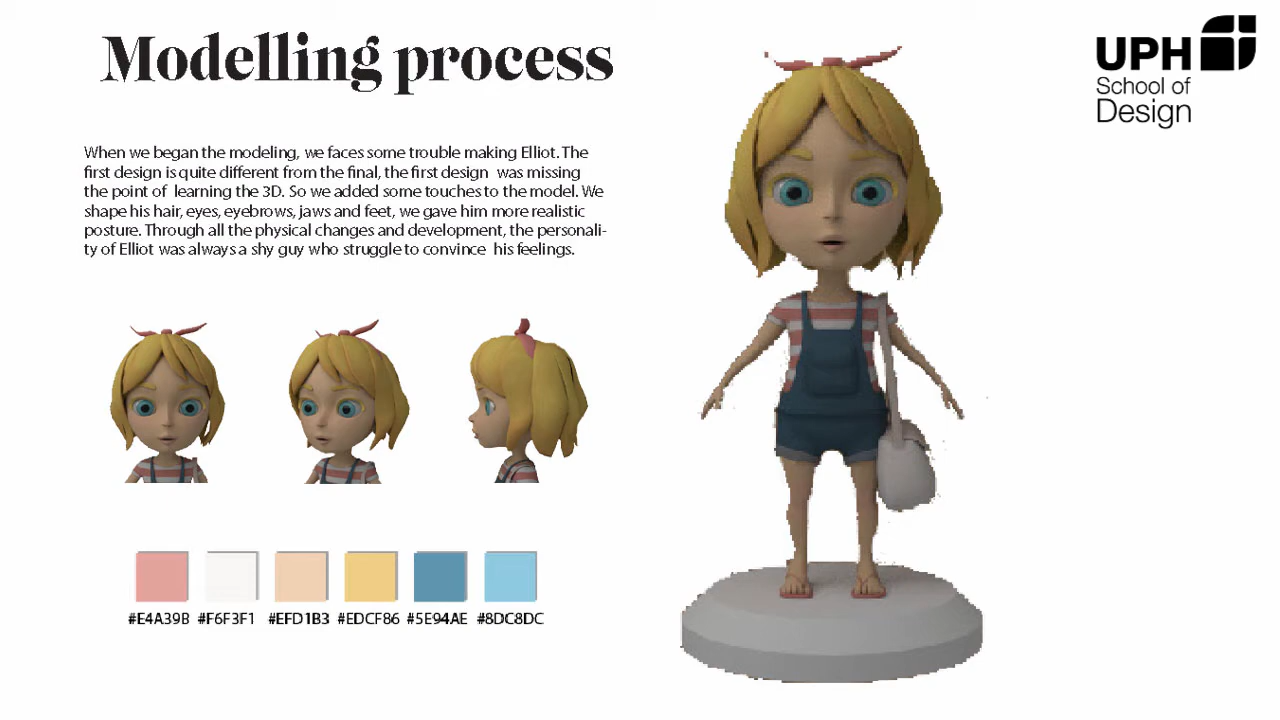 Modelling process
UPH
School of
Design
When we began the modeling, we faces some trouble making Elliot. The
first design is quite different from the final, the first design was missing
the point of learning the 3D. So we added some touches to the model. We
shape his hair, eyes, eyebrows, jaws and feet, we gave him more realistic
posture. Through all the physical changes and development, the personali-
ty of Elliot was always a shy guy who struggle to convince his feelings.
#E4A39B #F6F3F1 #EFD1B3 #EDCF86 #5E94AE #8DC8DC